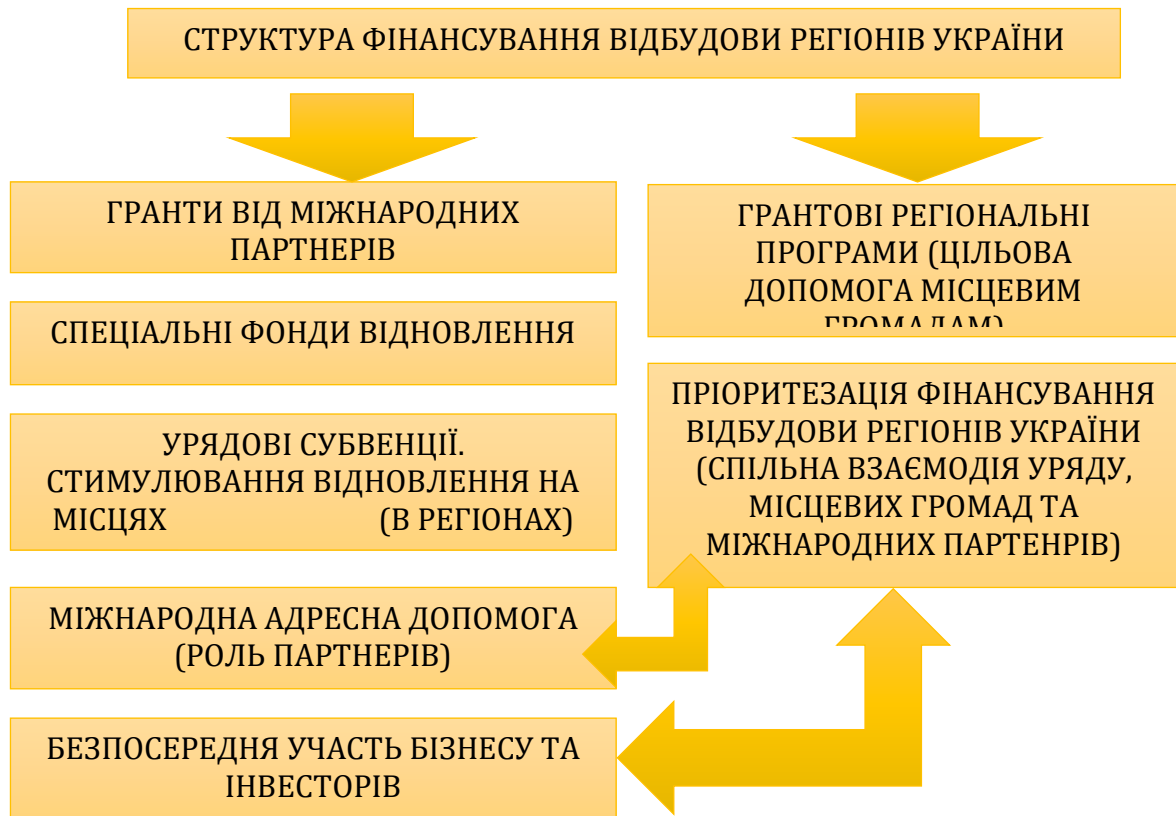 СТРУКТУРА ФІНАНСУВАННЯ ВІДБУДОВИ РЕГІОНІВ УКРАЇНИ
ГРАНТИ ВІД МІЖНАРОДНИХ
ПАРТНЕРІВ
СПЕЦІАЛЬНІ ФОНДИ ВІДНОВЛЕННЯ
УРЯДОВІ СУБВЕНЦІЇ.
СТИМУЛЮВАННЯ ВІДНОВЛЕННЯ НА
МІСЦЯХ (В РЕГІОНАХ)
МІЖНАРОДНА АДРЕСНА ДОПОМОГА
(РОЛЬ ПАРТНЕРІВ)
БЕЗПОСЕРЕДНЯ УЧАСТЬ БІЗНЕСУ ТА
ІНВЕСТОРІВ
ГРАНТОВІ РЕГІОНАЛЬНІ
ПРОГРАМИ (ЦІЛЬОВА
ДОПОМОГА МІСЦЕВИМ
ГРОМАДАМ)
ПРІОРИТЕЗАЦІЯ ФІНАНСУВАННЯ
ВІДБУДОВИ РЕГІОНІВ УКРАЇНИ
(СПІЛЬНА ВЗАЄМОДІЯ УРЯДУ,
МІСЦЕВИХ ГРОМАД ТА
МІЖНАРОДНИХ ПАРТЕНРІВ)